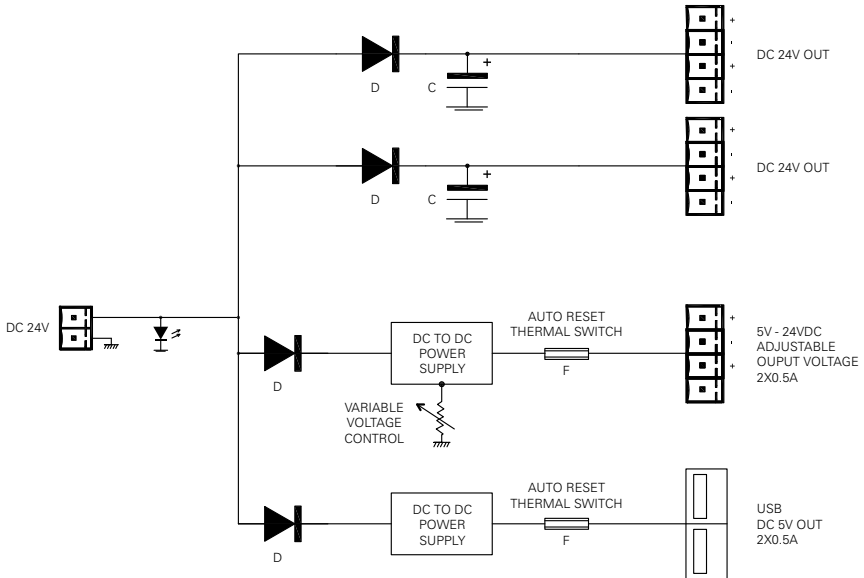 +
-
+
-
DC 24V OUT
D
C
+
+
-
+
-
DC 24V OUT
D
C
+
DC 24V
AUTO RESET
THERMAL SWITCH
DC TO DC
POWER
SUPPLY
F
D
+
-
+
5V - 24VDC
ADJUSTABLE
OUPUT VOLTAGE
2X0.5A
VARIABLE
VOLTAGE
CONTROL
AUTO RESET
THERMAL SWITCH
DC TO DC
POWER
SUPPLY
F
D
USB
DC 5V OUT
2X0.5A